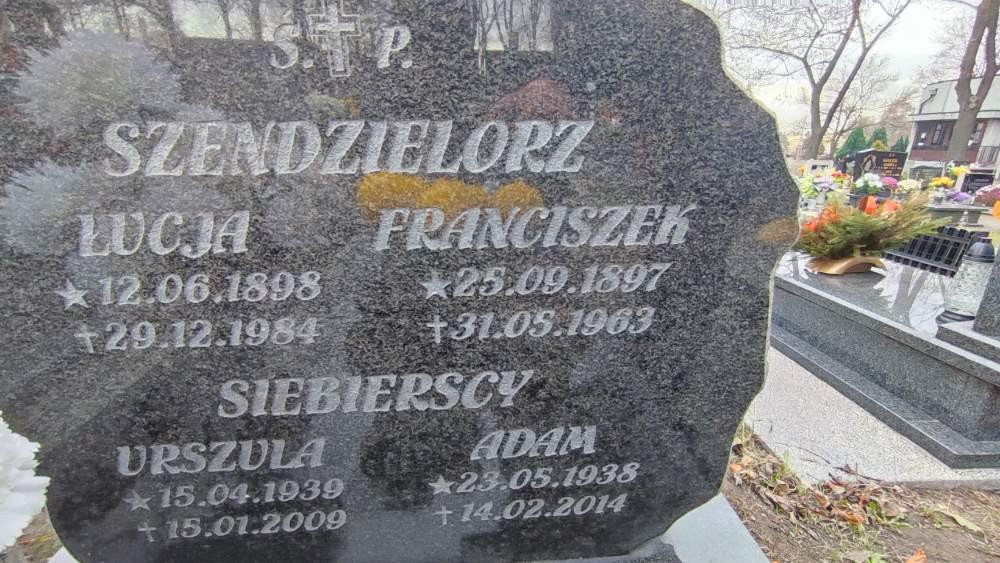 Ś. P.
SZENDZIELORZ
ŁUCJA FRANCISZEK
★12.06.1898 ★25.09.1897
†29.12.1984 †31.05.1963
SIEBIERSCY
URSZULA ADAM
★15.04.1939 ★23.05.1938
†15.01.2009 †14.02.2014